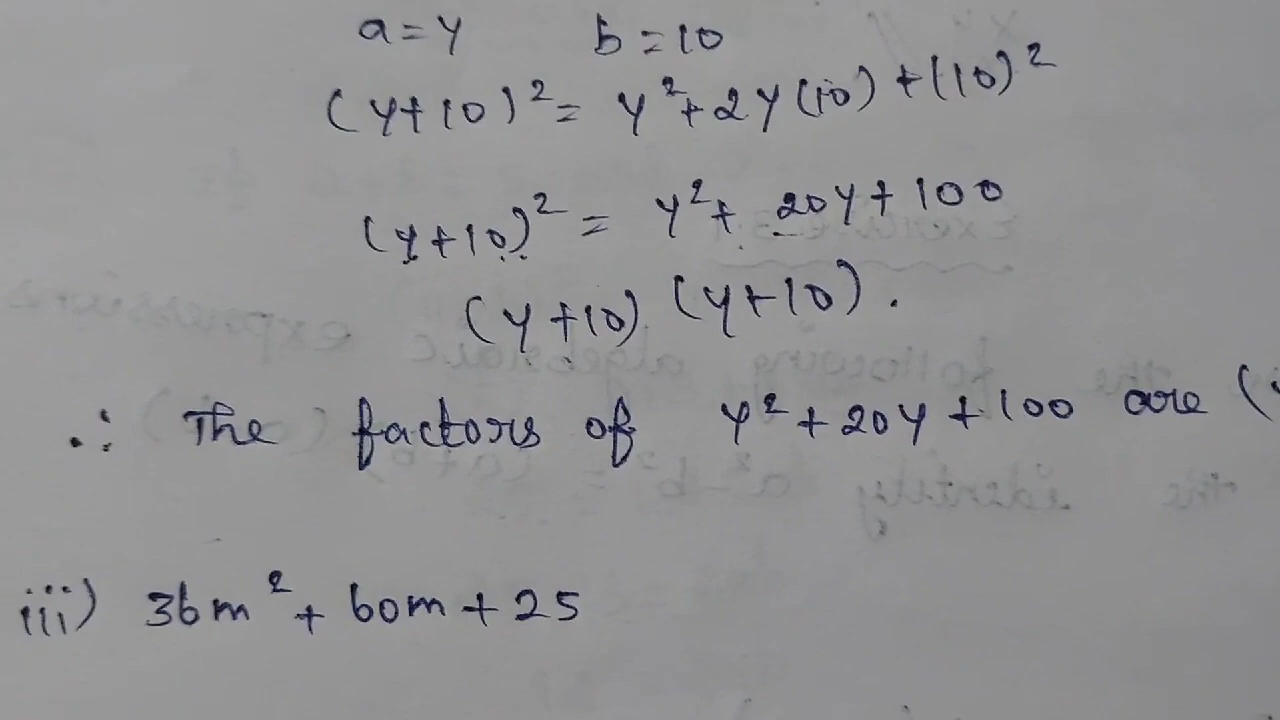 a = y b = 10
(y+10)² = y² + 2y(10) + (10)²
(y+10)² = y² + 20y + 100
(y+10) (y+10).
∴ The factors of y² + 20y + 100 are (
iii) 36m² + 60m + 25